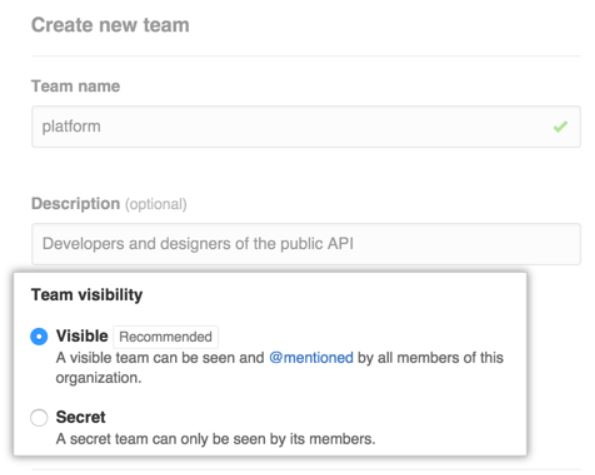 Create new team
Team name
platform
Description (optional)
Developers and designers of the public API
Team visibility
Visible Recommended
A visible team can be seen and @mentioned by all members of this
organization.
Secret
A secret team can only be seen by its members.